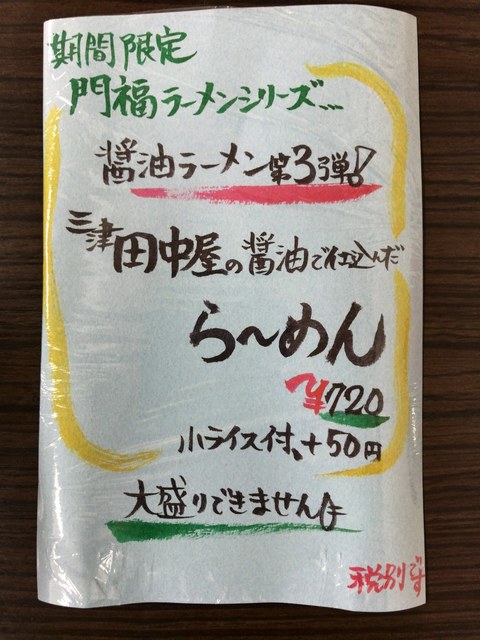 期間限定
門福ラーメンシリーズ…
醤油ラーメン第3弾!
三津田中屋の醤油で仕込んだ
ら〜めん
¥720
小ライス付、+50円
大盛りできません
税別です